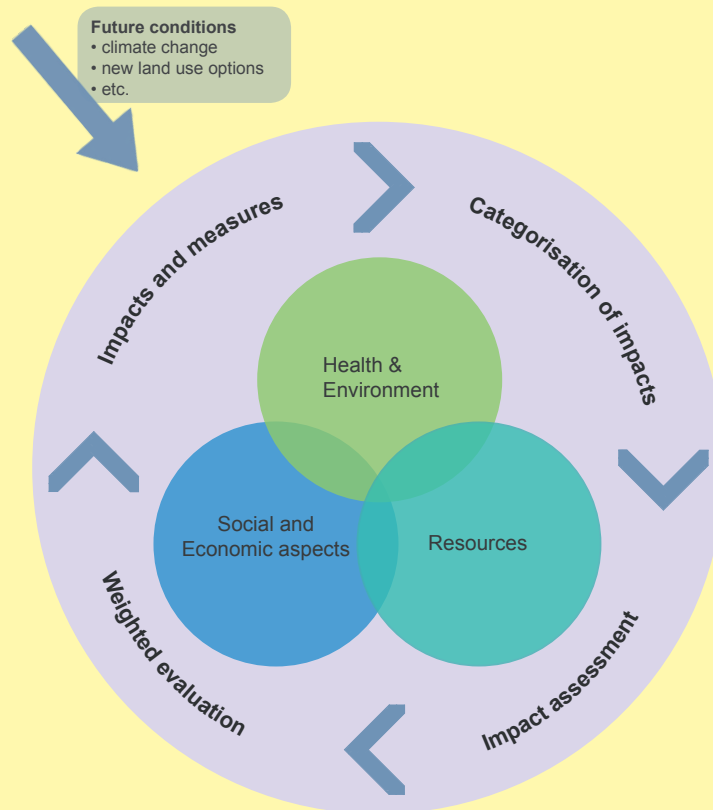 Future conditions
• climate change
• new land use options
• etc.
Impacts and measures
Categorisation of impacts
Health &
Environment
Social and
Economic aspects
Resources
Weighted evaluation
Impact assessment